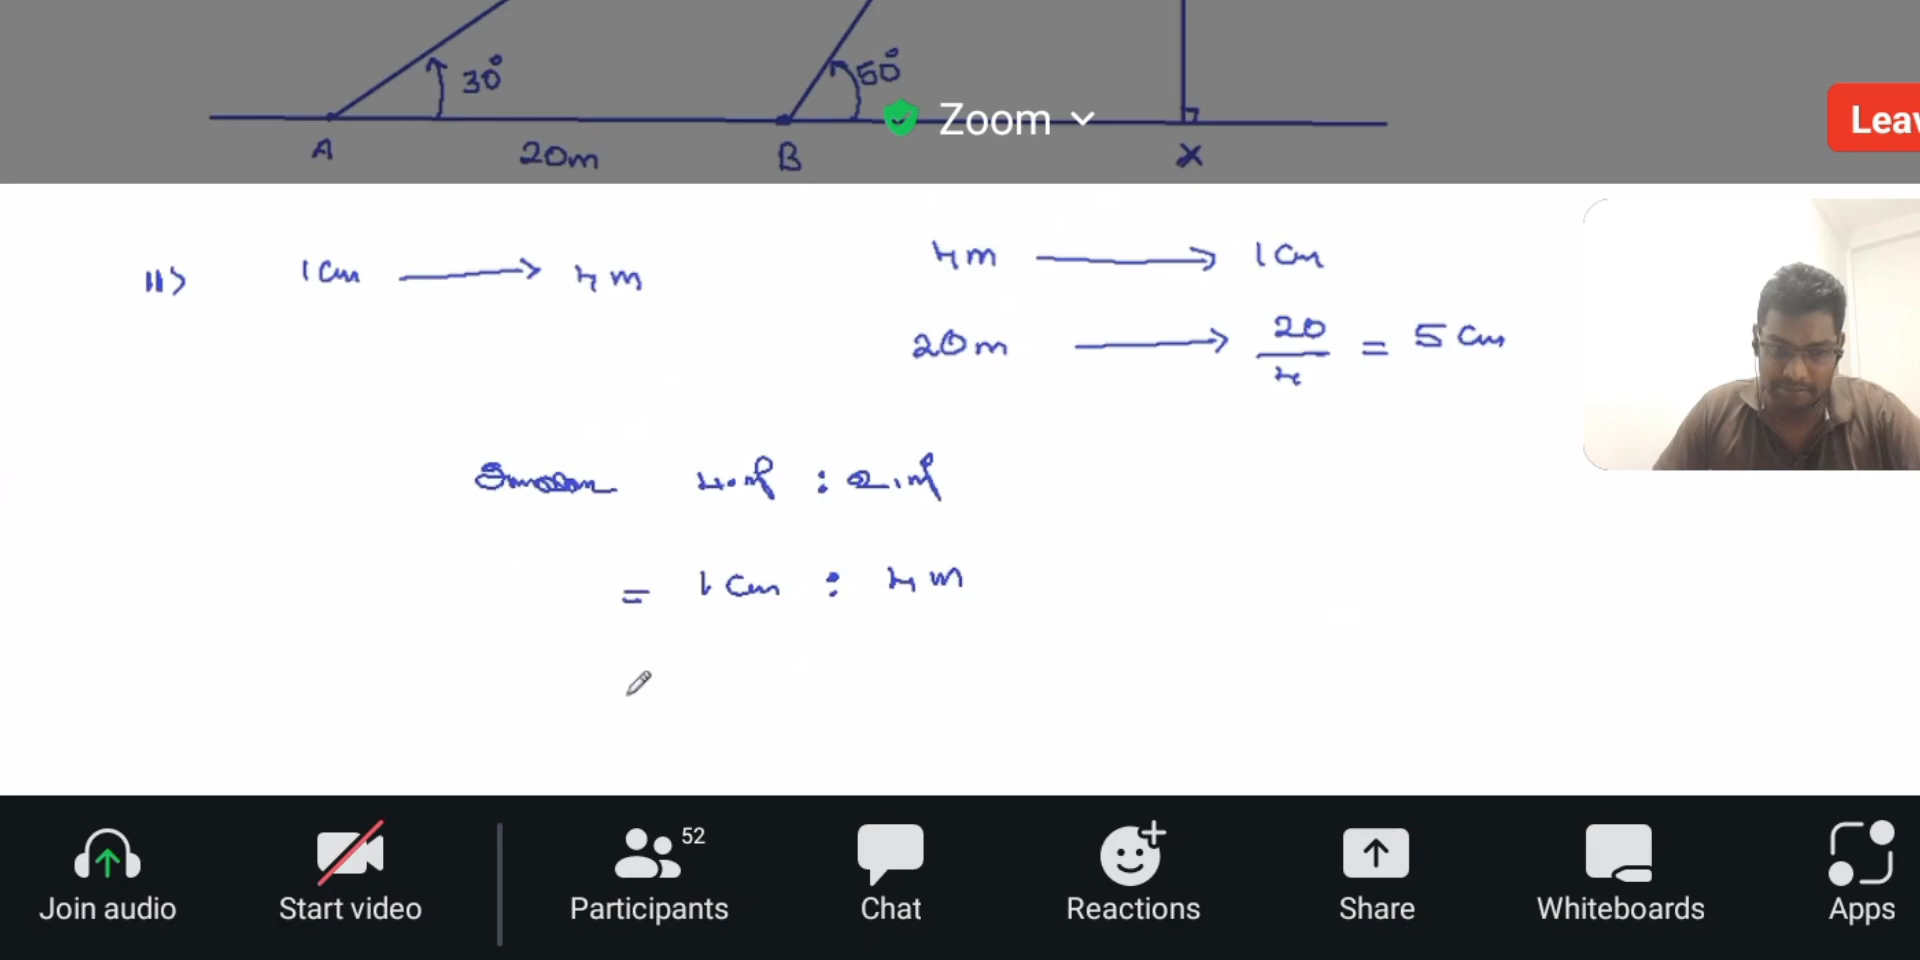 30°
50°
Zoom
Leav
A 20m B X
11> 1 cm → 4 m
4m → 1 cm
20m → 20/4 = 5 cm
= 1 cm : 4 m
52
Join audio Start video Participants Chat Reactions Share Whiteboards Apps